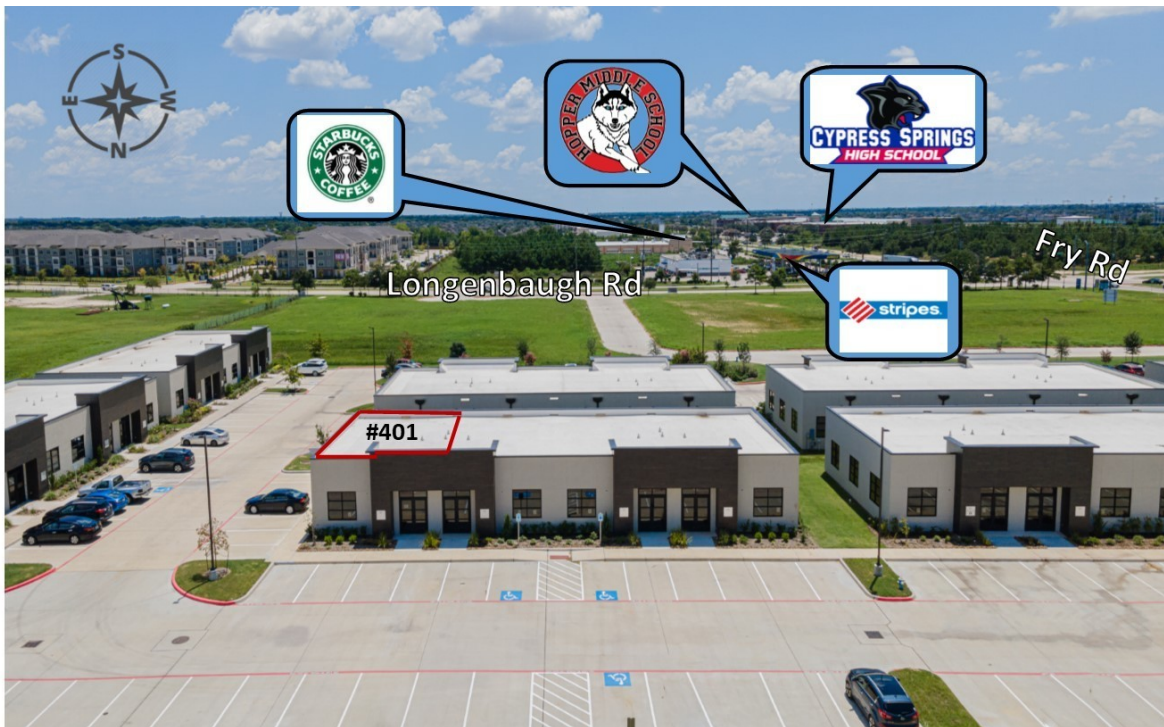 S
E W
N
STARBUCKS
COFFEE
®
HOPPER MIDDLE SCHOOL
CYPRESS SPRINGS
HIGH SCHOOL
Longenbaugh Rd
Fry Rd
stripes.
#401